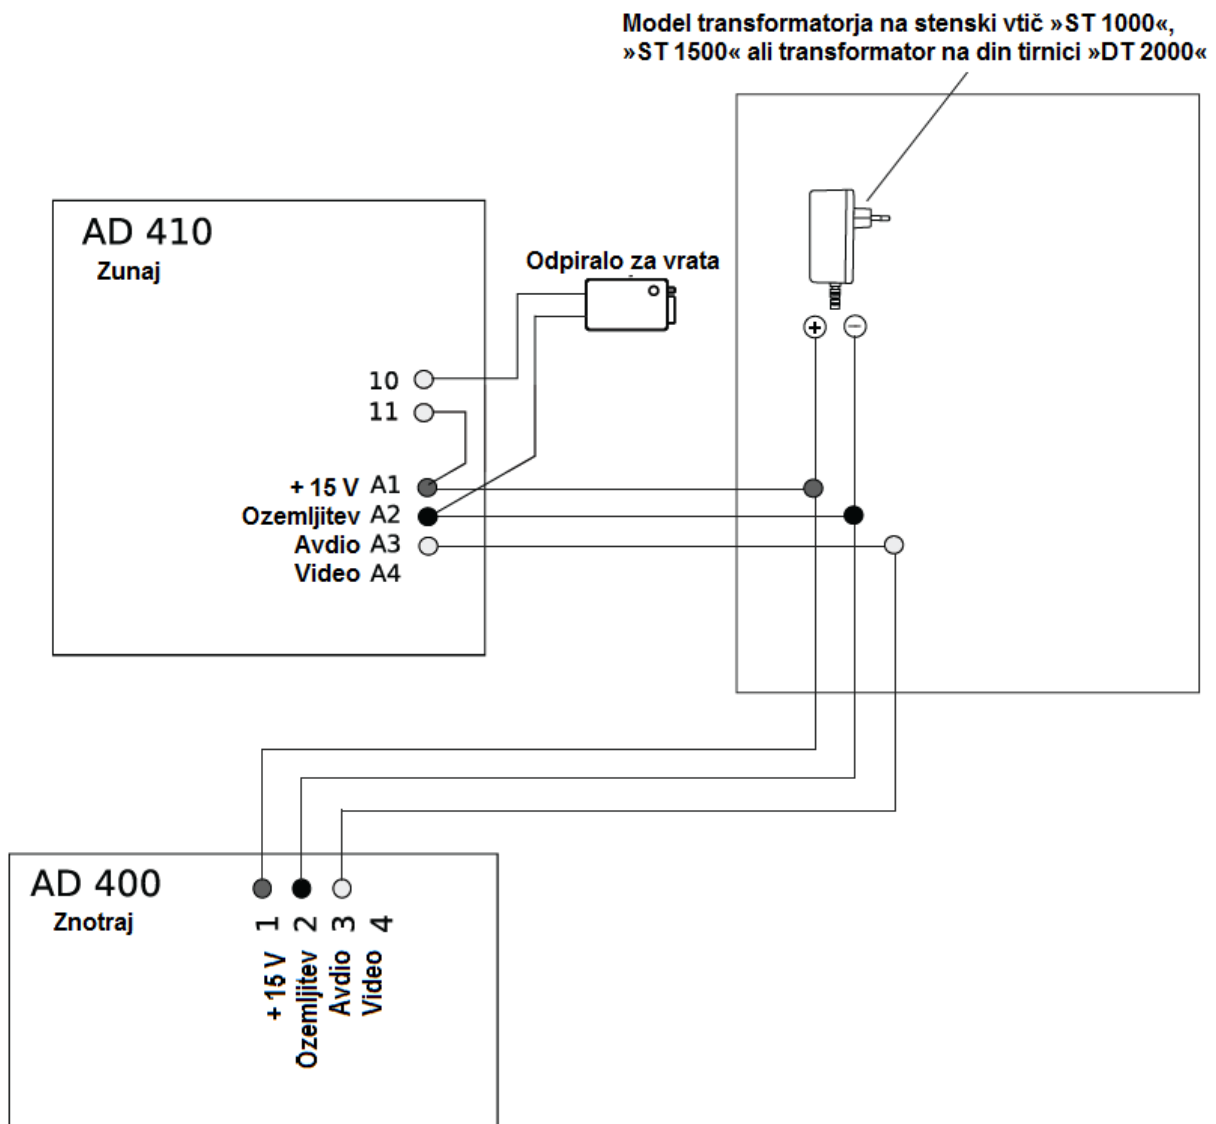 Model transformatorja na stenski vtič »ST 1000«,
»ST 1500« ali transformator na din tirnici »DT 2000«
AD 410
Zunaj
Odpiralo za vrata
10
11
+ 15 V A1
Ozemljitev A2
Avdio A3
Video A4
+ −
AD 400
Znotraj
1 2 3 4
+ 15 V
Ozemljitev
Avdio
Video